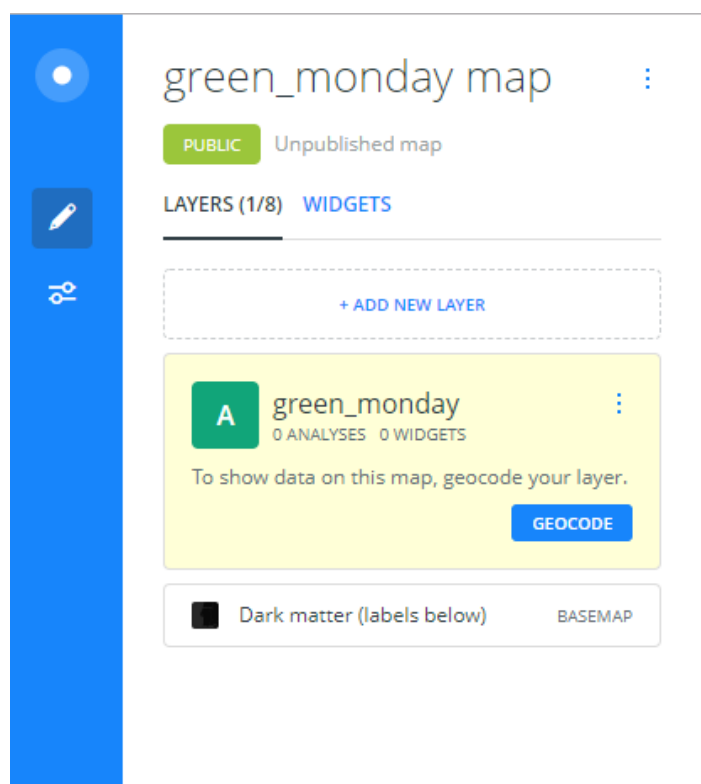 green_monday map
PUBLIC Unpublished map
LAYERS (1/8) WIDGETS
+ ADD NEW LAYER
A green_monday
0 ANALYSES 0 WIDGETS
To show data on this map, geocode your layer.
GEOCODE
Dark matter (labels below) BASEMAP